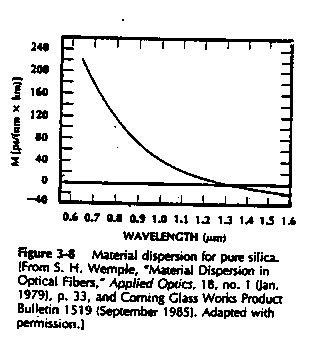 240
200
160
120
80
40
0
−40
M [ps/(nm × km)]
0.6 0.7 0.8 0.9 1.0 1.1 1.2 1.3 1.4 1.5 1.6
WAVELENGTH (μm)
Figure 3–8 Material dispersion for pure silica.
[From S. H. Wemple, "Material Dispersion in
Optical Fibers," Applied Optics, 18, no. 1 (Jan.
1979), p. 33, and Corning Glass Works Product
Bulletin 1519 (September 1985). Adapted with
permission.]